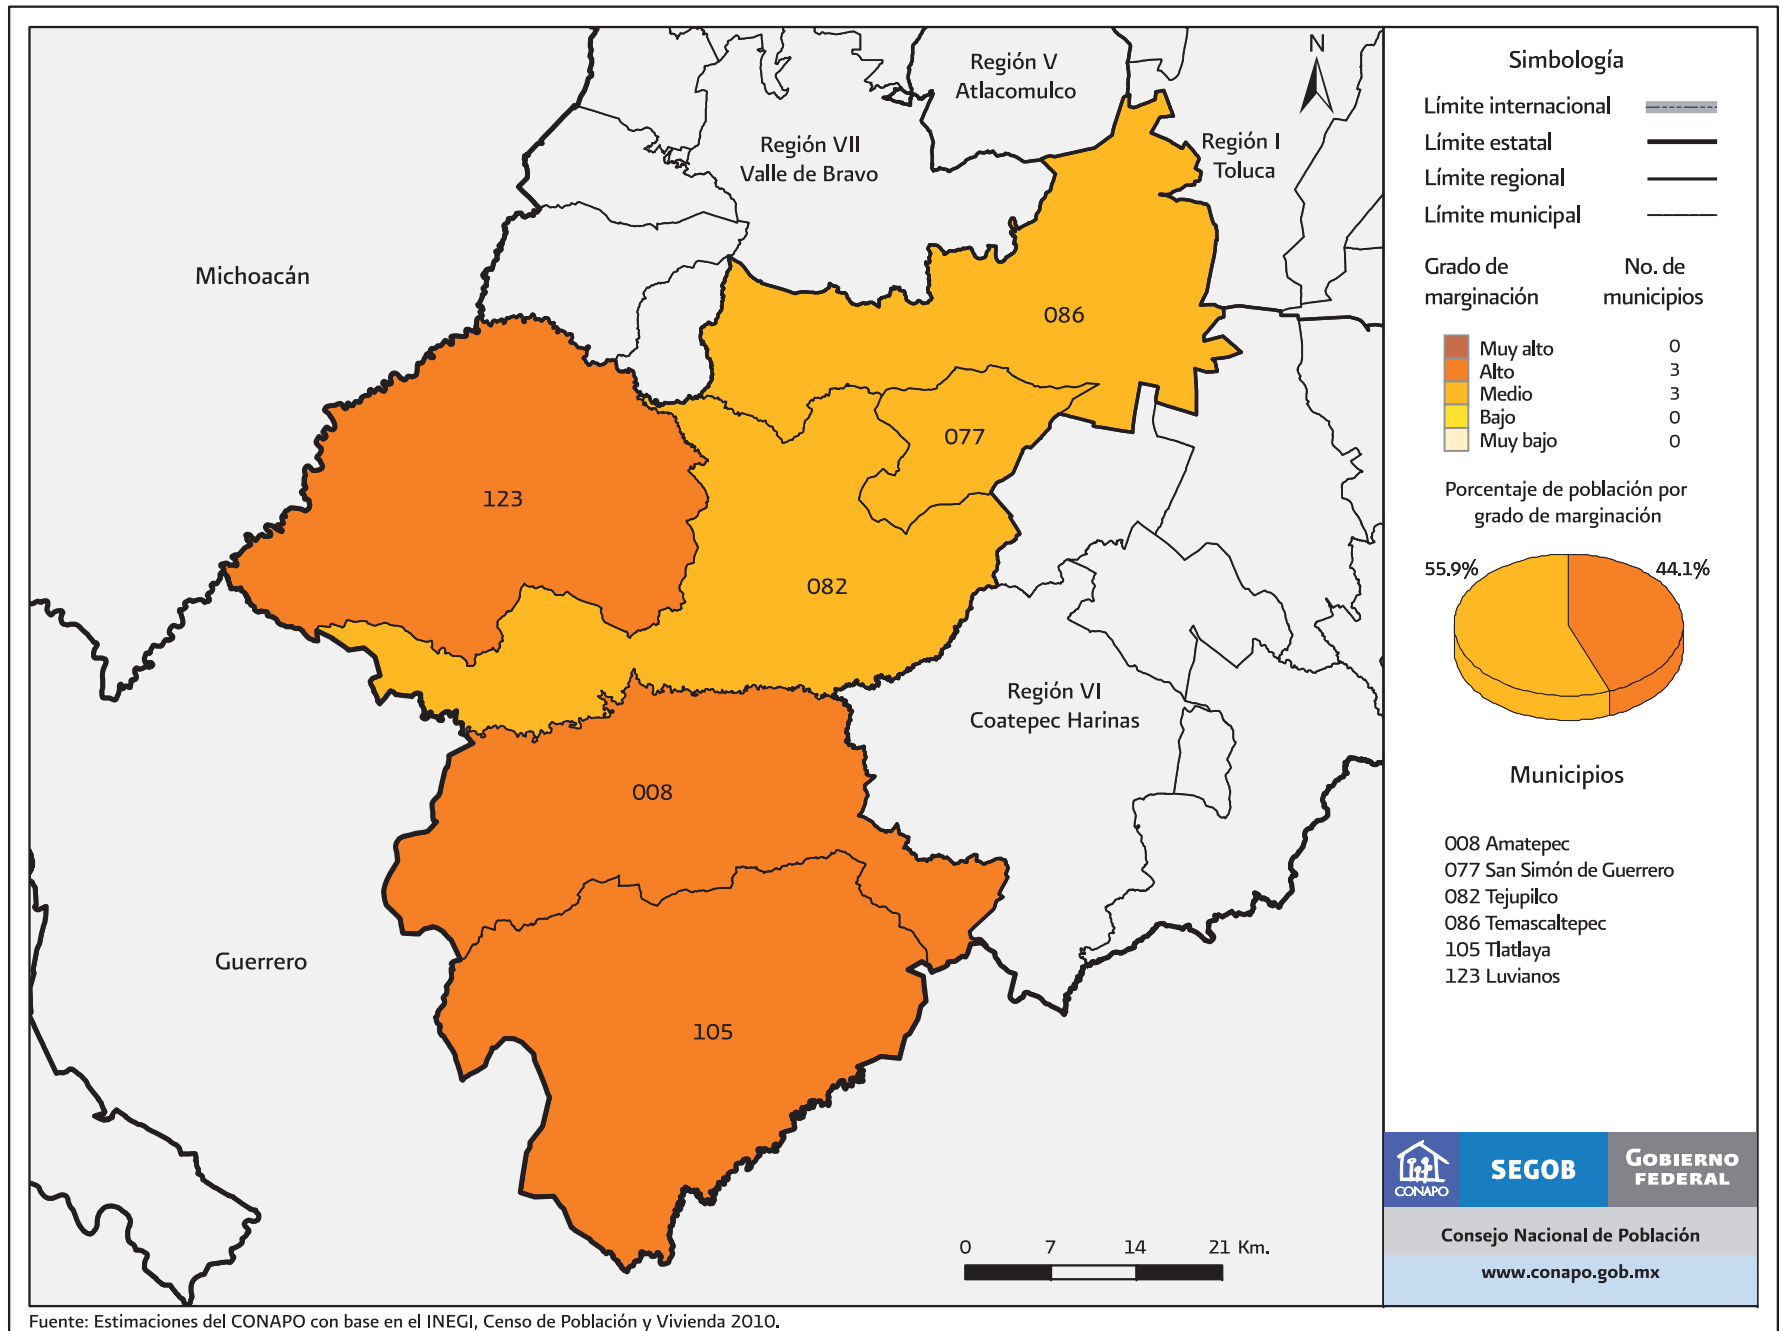 Región V
Atlacomulco
N
Región VII
Valle de Bravo
Región I
Toluca
Michoacán
086
077
123
082
Región VI
Coatepec Harinas
008
Guerrero
105
0 7 14 21 Km.
Simbología
Límite internacional
Límite estatal
Límite regional
Límite municipal
Grado de marginación
No. de municipios
Muy alto 0
Alto 3
Medio 3
Bajo 0
Muy bajo 0
Porcentaje de población por
grado de marginación
55.9% 44.1%
Municipios
008 Amatepec
077 San Simón de Guerrero
082 Tejupilco
086 Temascaltepec
105 Tlatlaya
123 Luvianos
CONAPO
SEGOB
GOBIERNO
FEDERAL
Consejo Nacional de Población
www.conapo.gob.mx
Fuente: Estimaciones del CONAPO con base en el INEGI, Censo de Población y Vivienda 2010.